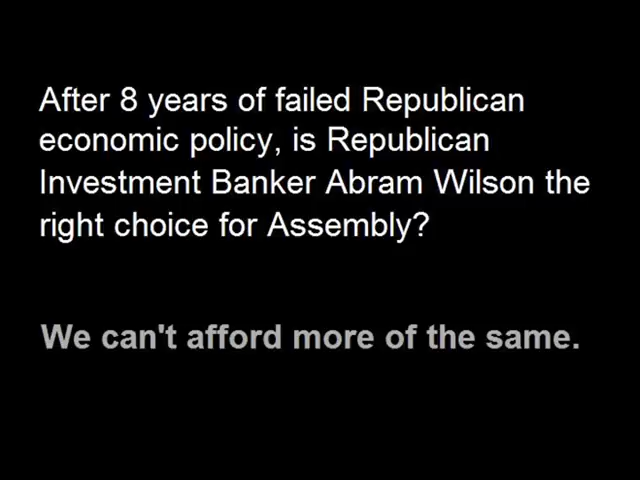 After 8 years of failed Republican
economic policy, is Republican
Investment Banker Abram Wilson the
right choice for Assembly?
We can't afford more of the same.